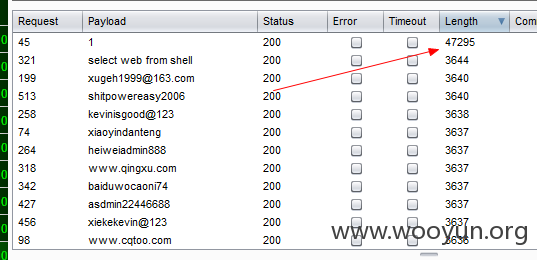 Request Payload Status Error Timeout Length Com
45 1 200 47295
321 select web from shell 200 3644
199 xugeh1999@163.com 200 3640
513 shitpowereasy2006 200 3640
258 kevinisgood@123 200 3638
74 xiaoyindanteng 200 3637
264 heiweiadmin888 200 3637
318 www.qingxu.com 200 3637
342 baiduwocaoni74 200 3637
427 asdmin22446688 200 3637
456 xiekekevin@123 200 3637
98 www.cqtoo.com 200 3636
www.wooyun.org